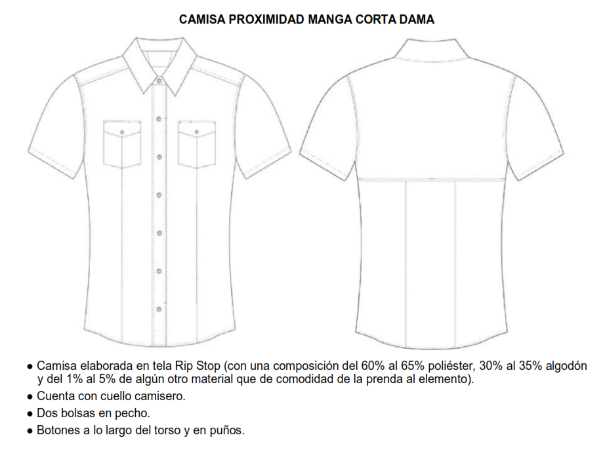 CAMISA PROXIMIDAD MANGA CORTA DAMA
● Camisa elaborada en tela Rip Stop (con una composición del 60% al 65% poliéster, 30% al 35% algodón
y del 1% al 5% de algún otro material que de comodidad de la prenda al elemento).
● Cuenta con cuello camisero.
● Dos bolsas en pecho.
● Botones a lo largo del torso y en puños.